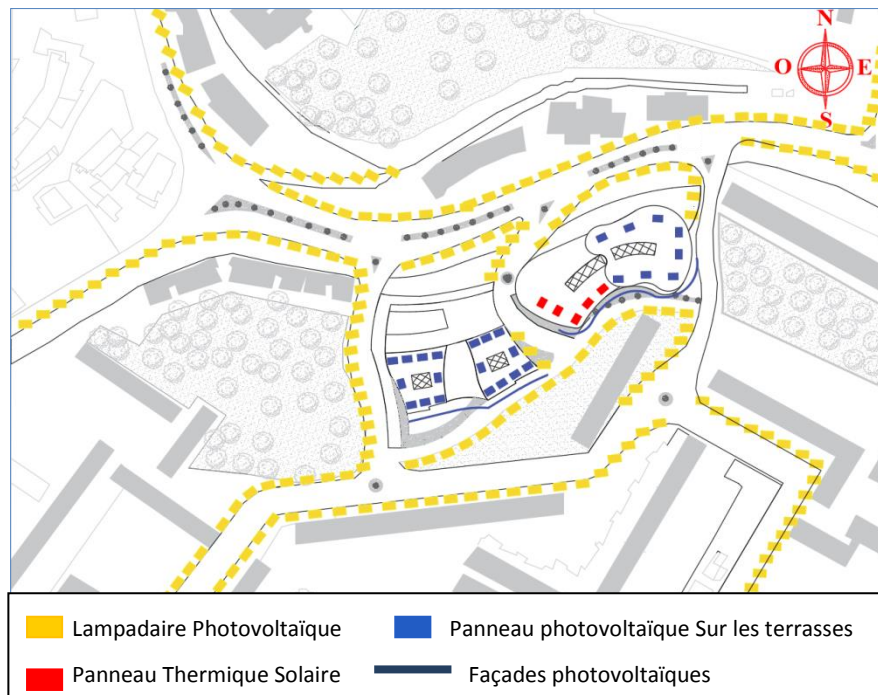 N
O E
S
Lampadaire Photovoltaïque Panneau photovoltaïque Sur les terrasses
Panneau Thermique Solaire Façades photovoltaïques